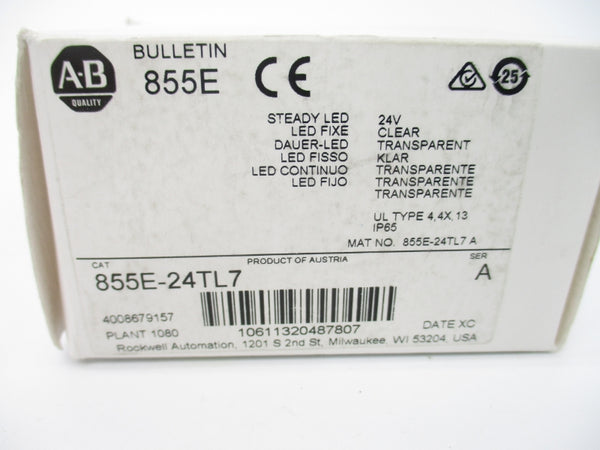 A-B
QUALITY
BULLETIN
855E
CE
25
STEADY LED 24V
LED FIXE CLEAR
DAUER-LED TRANSPARENT
LED FISSO KLAR
LED CONTINUO TRANSPARENTE
LED FIJO TRANSPARENTE
TRANSPARENTE
UL TYPE 4,4X,13
IP65
MAT NO. 855E-24TL7 A
PRODUCT OF AUSTRIA
CAT SER
855E-24TL7 A
4008679157
PLANT 1080 10611320487807 DATE XC
Rockwell Automation, 1201 S 2nd St, Milwaukee, WI 53204, USA